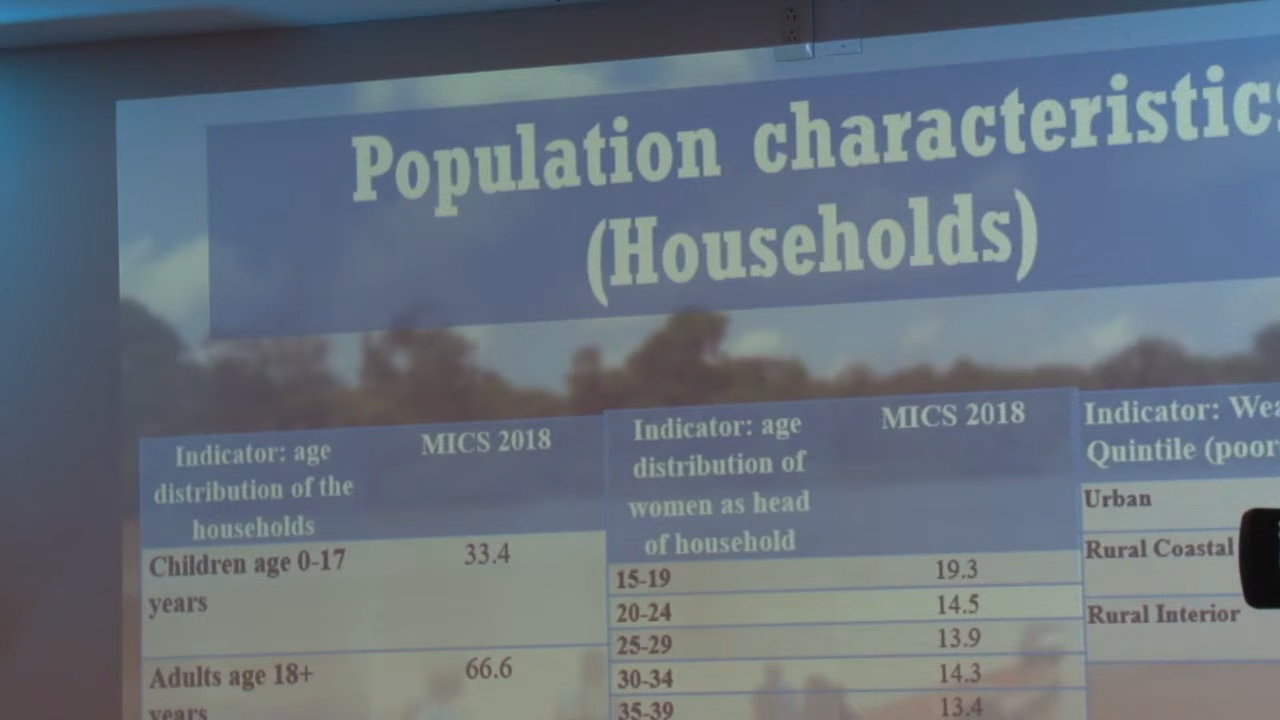 Population characteristics
(Households)
Indicator: age
distribution of the
households
MICS 2018
Children age 0-17
years
33.4
Adults age 18+
years
66.6
Indicator: age
distribution of
women as head
of household
MICS 2018
15-19 19.3
20-24 14.5
25-29 13.9
30-34 14.3
35-39 13.4
Indicator:
Quintile
Urban
Rural Coastal
Rural Interior